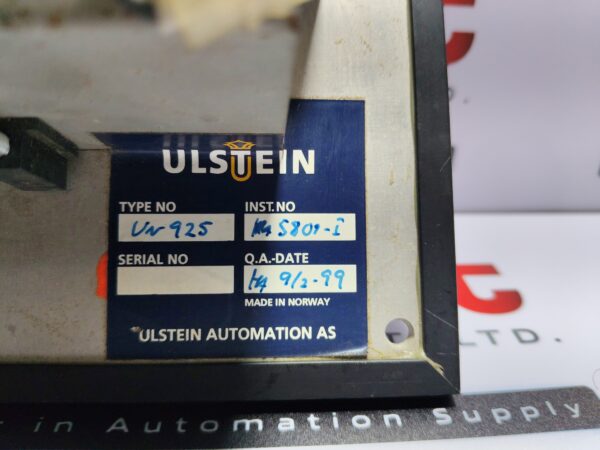 ULSTEIN
TYPE NO
INST.NO
UN 925
5801-I
SERIAL NO
Q.A.-DATE
9/2-99
MADE IN NORWAY
ULSTEIN AUTOMATION AS
LTD.
in Automation Supply